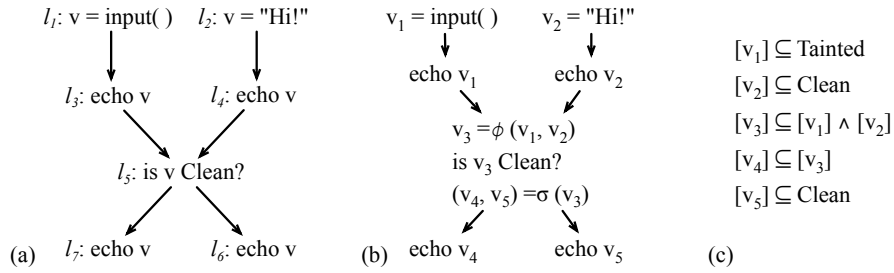 l₁: v = input( )
l₂: v = "Hi!"
l₃: echo v
l₄: echo v
l₅: is v Clean?
l₇: echo v
l₆: echo v
(a)
v₁ = input( )
v₂ = "Hi!"
echo v₁
echo v₂
v₃ =ϕ (v₁, v₂)
is v₃ Clean?
(v₄, v₅) =σ (v₃)
echo v₄
echo v₅
(b)
[v₁] ⊆ Tainted
[v₂] ⊆ Clean
[v₃] ⊆ [v₁] ∧ [v₂]
[v₄] ⊆ [v₃]
[v₅] ⊆ Clean
(c)